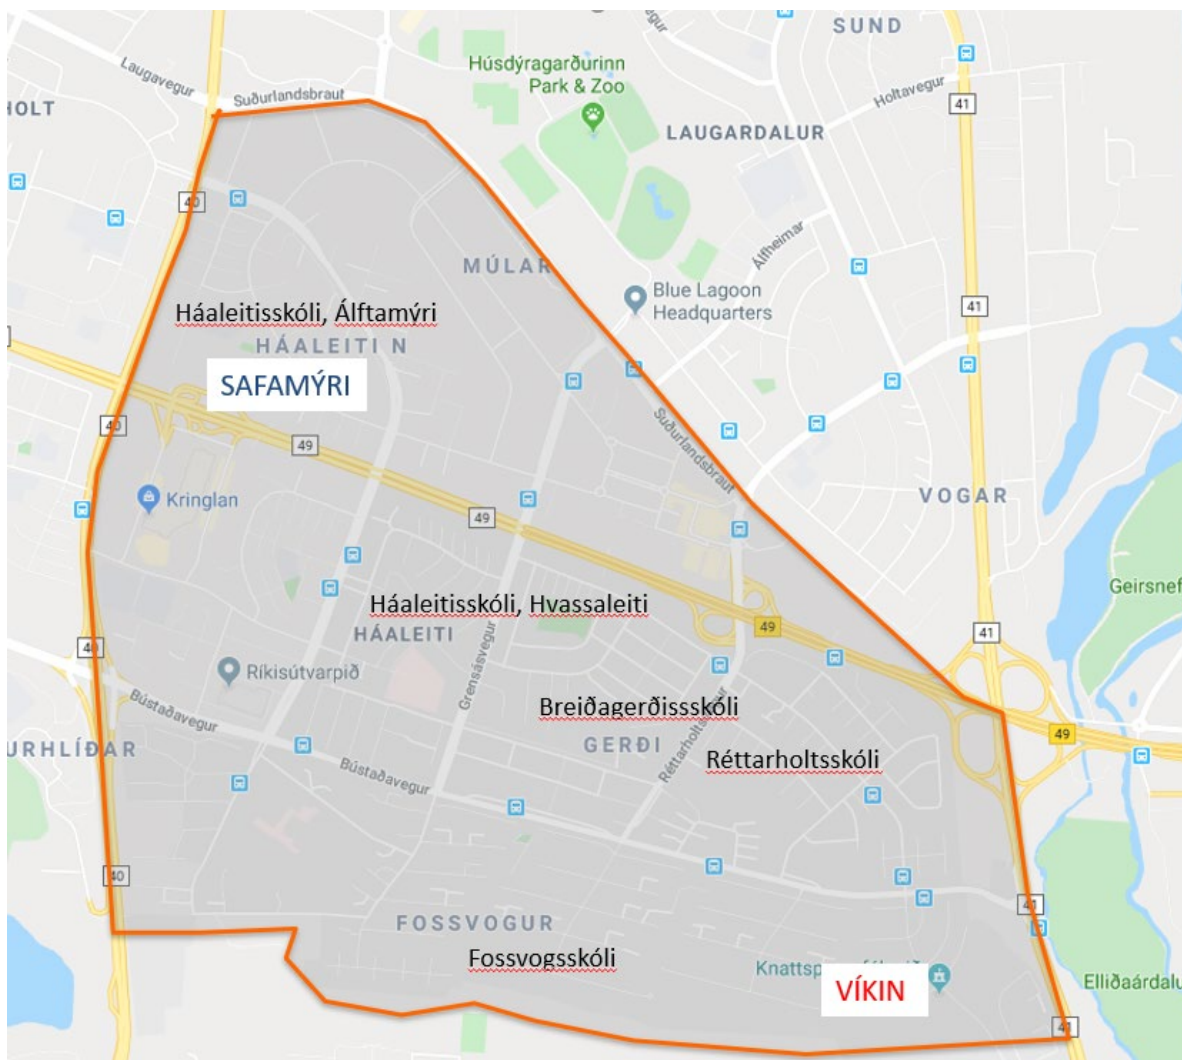 SUND
Laugavegur
Húsdýragarðurinn
Park & Zoo
Suðurlandsbraut
Holtavegur
41
HOLT
LAUGARDALUR
40
Álfheimar
MÚLAR
Blue Lagoon
Headquarters
41
Háaleitisskóli, Álftamýri
HÁALEITI N
SAFAMÝRI
40
49
Suðurlandsbraut
Kringlan
49
VOGAR
Geirsnef
Háaleitisskóli, Hvassaleiti
HÁALEITI
49
41
40
Grensásvegur
Ríkisútvarpið
Bústaðavegur
Breiðagerðissskóli
GERÐI
Réttarholtsvegur
49
URHLÍÐAR
Réttarholtsskóli
Bústaðavegur
40
41
FOSSVOGUR
Fossvogsskóli
VÍKIN
41